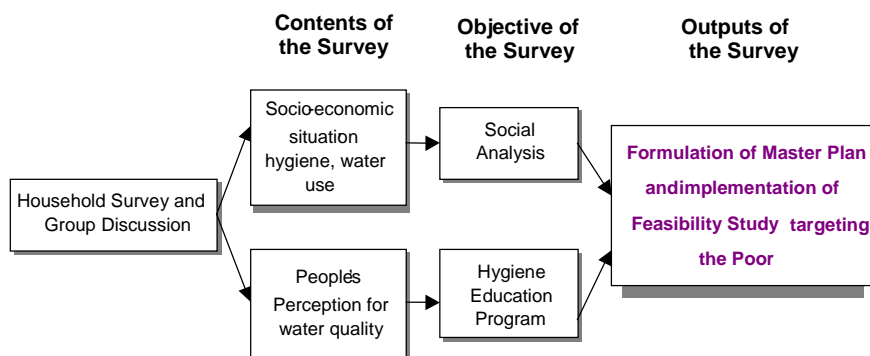 Contents of
the Survey
Objective of
the Survey
Outputs of
the Survey
Household Survey and
Group Discussion
Socio-economic
situation
hygiene, water
use
Social
Analysis
People's
Perception for
water quality
Hygiene
Education
Program
Formulation of Master Plan
andimplementation of
Feasibility Study targeting
the Poor